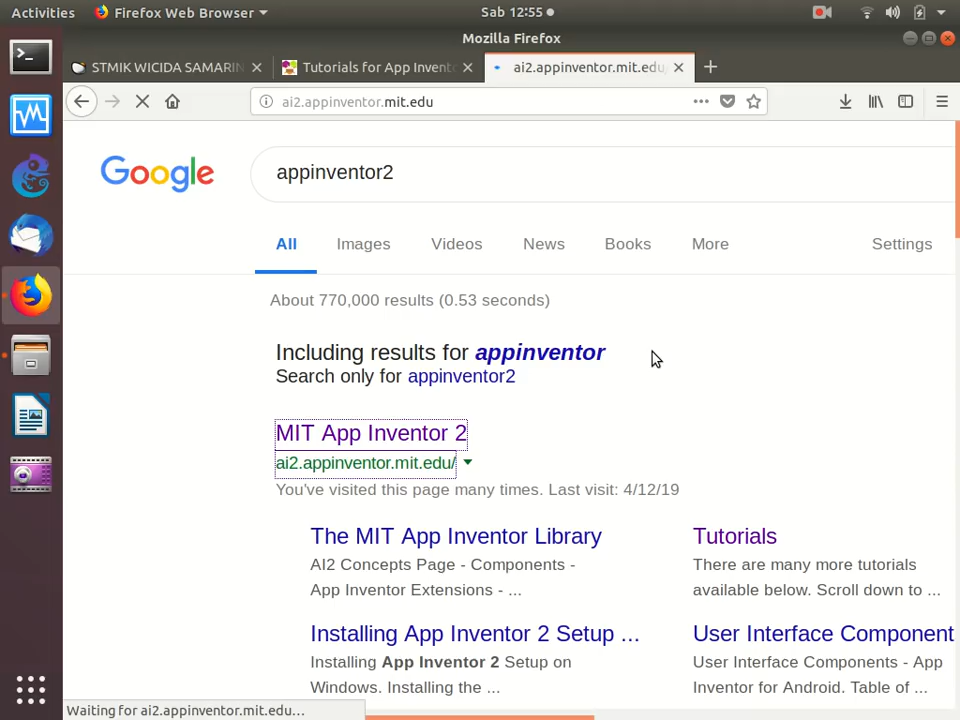 Activities Firefox Web Browser Sab 12:55
Mozilla Firefox
STMIK WICIDA SAMARIN Tutorials for App Invent ai2.appinventor.mit.edu/
ai2.appinventor.mit.edu
Google appinventor2
All Images Videos News Books More Settings
About 770,000 results (0.53 seconds)
Including results for appinventor
Search only for appinventor2
MIT App Inventor 2
ai2.appinventor.mit.edu/
You've visited this page many times. Last visit: 4/12/19
The MIT App Inventor Library
AI2 Concepts Page - Components -
App Inventor Extensions - ...
Tutorials
There are many more tutorials
available below. Scroll down to ...
Installing App Inventor 2 Setup ...
Installing App Inventor 2 Setup on
Windows. Installing the ...
User Interface Component
User Interface Components - App
Inventor for Android. Table of ...
Waiting for ai2.appinventor.mit.edu...